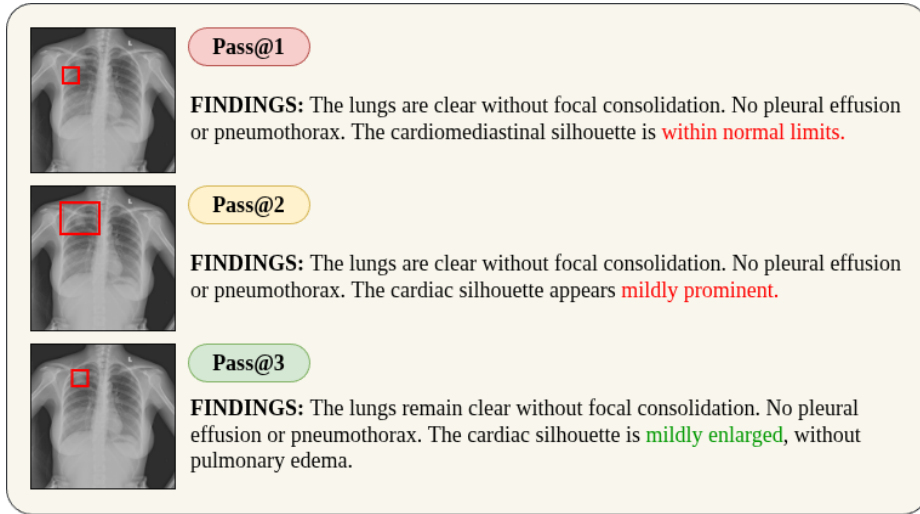 Pass@1
FINDINGS: The lungs are clear without focal consolidation. No pleural effusion
or pneumothorax. The cardiomediastinal silhouette is within normal limits.
Pass@2
FINDINGS: The lungs are clear without focal consolidation. No pleural effusion
or pneumothorax. The cardiac silhouette appears mildly prominent.
Pass@3
FINDINGS: The lungs remain clear without focal consolidation. No pleural
effusion or pneumothorax. The cardiac silhouette is mildly enlarged, without
pulmonary edema.